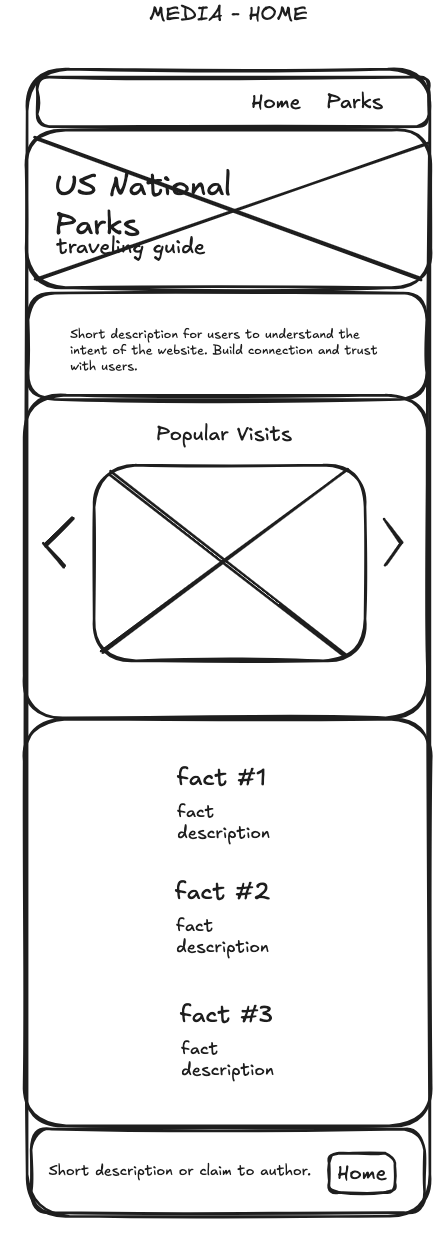 MEDIA - HOME
Home Parks
US National
Parks
traveling guide
Short description for users to understand the
intent of the website. Build connection and trust
with users.
Popular Visits
fact #1
fact
description
fact #2
fact
description
fact #3
fact
description
Short description or claim to author.
Home